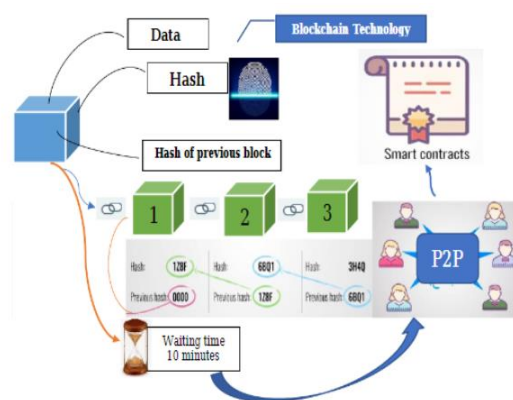 Data
Blockchain Technology
Hash
Hash of previous block
Smart contracts
1
2
3
Hash: 1Z8F
Hash: 6BQ1
Hash: 3H4Q
Previous hash: 0000
Previous hash: 1Z8F
Previous hash: 6BQ1
P2P
Waiting time
10 minutes